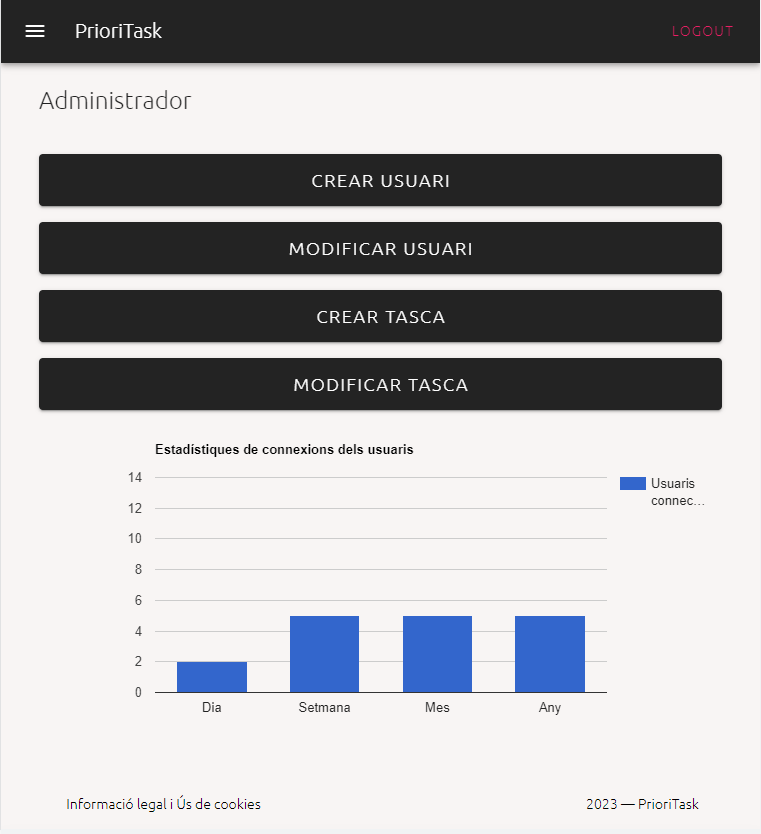 PrioriTask
LOGOUT
Administrador
CREAR USUARI
MODIFICAR USUARI
CREAR TASCA
MODIFICAR TASCA
Estadístiques de connexions dels usuaris
14
12
10
8
6
4
2
0
Dia
Setmana
Mes
Any
Usuaris
connec...
Informació legal i Ús de cookies
2023 — PrioriTask